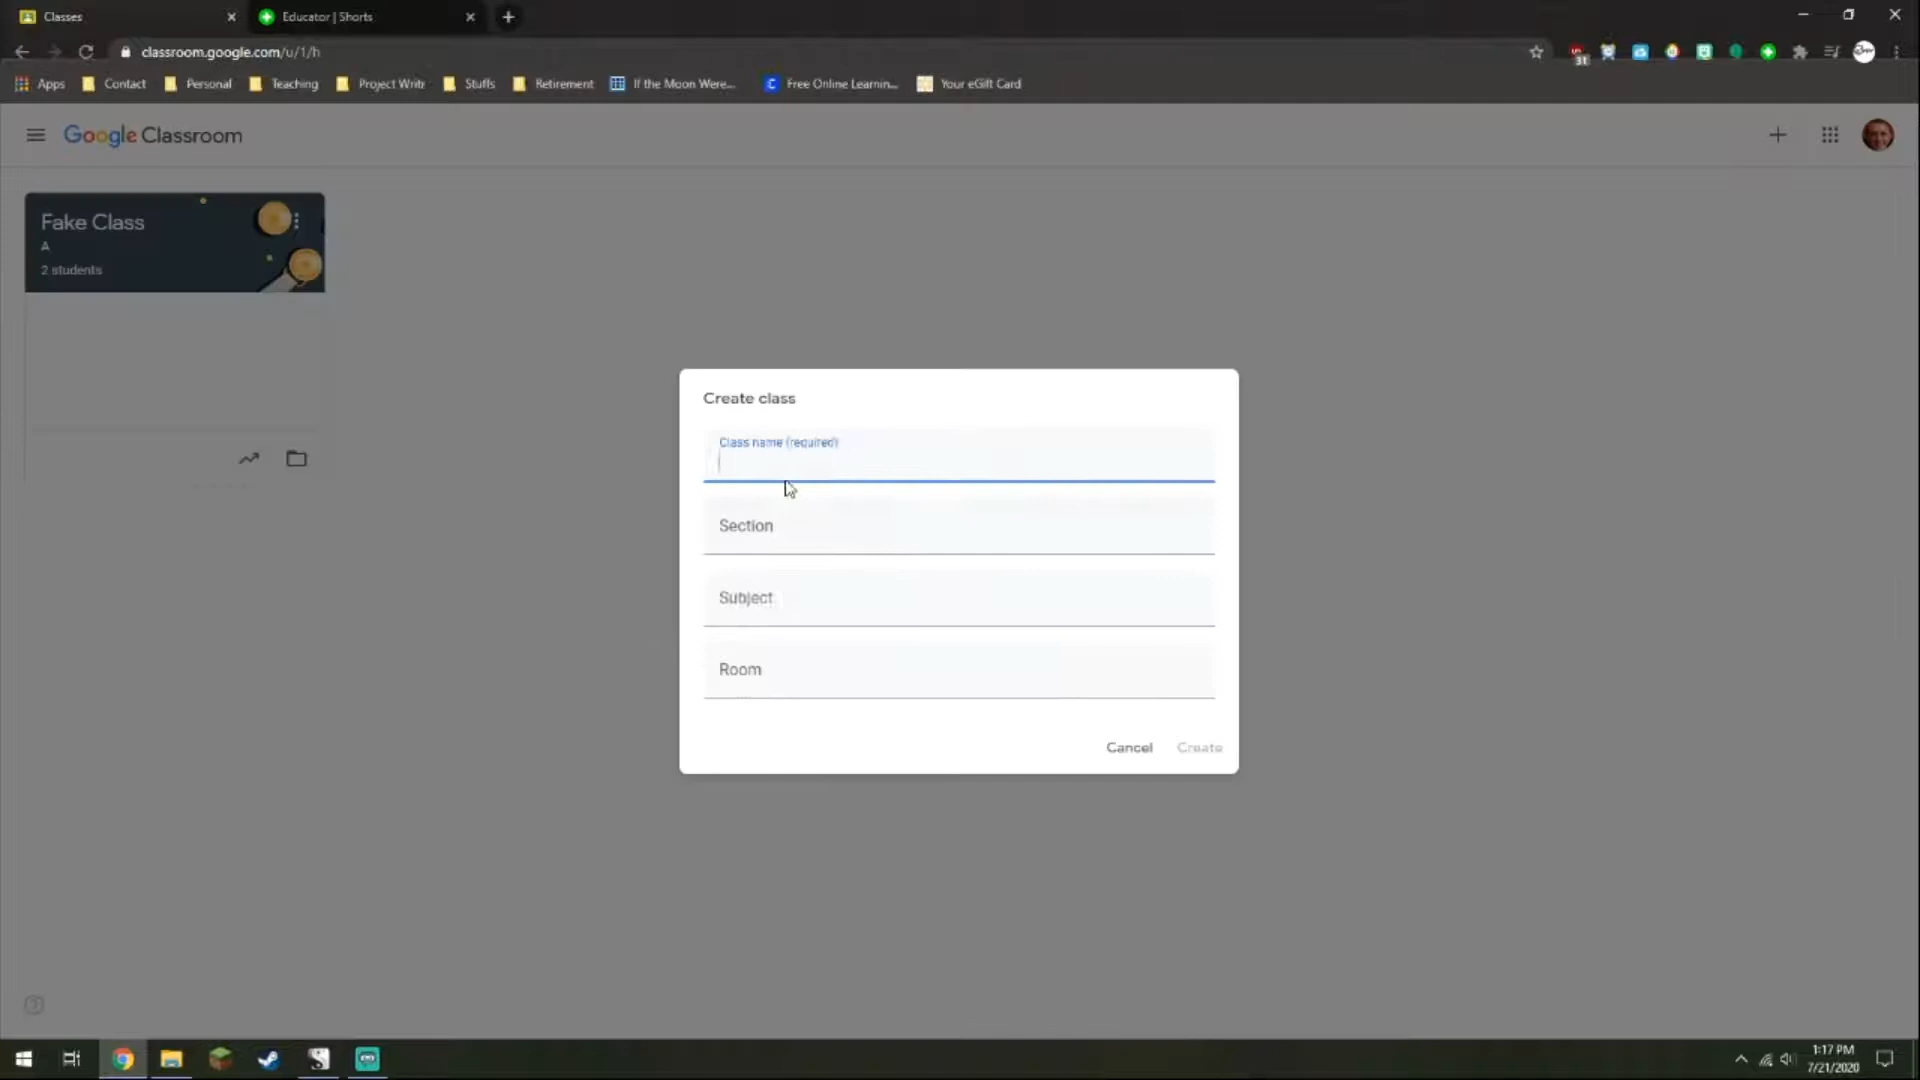 Classes
Educator | Shorts
classroom.google.com/u/1/h
31
Apps
Contact
Personal
Teaching
Project Writr
Stuffs
Retirement
If the Moon Were...
Free Online Learnin...
Your eGift Card
Google Classroom
Fake Class
A
2 students
Create class
Class name (required)
Section
Subject
Room
Cancel
Create
1:17 PM
7/21/2020